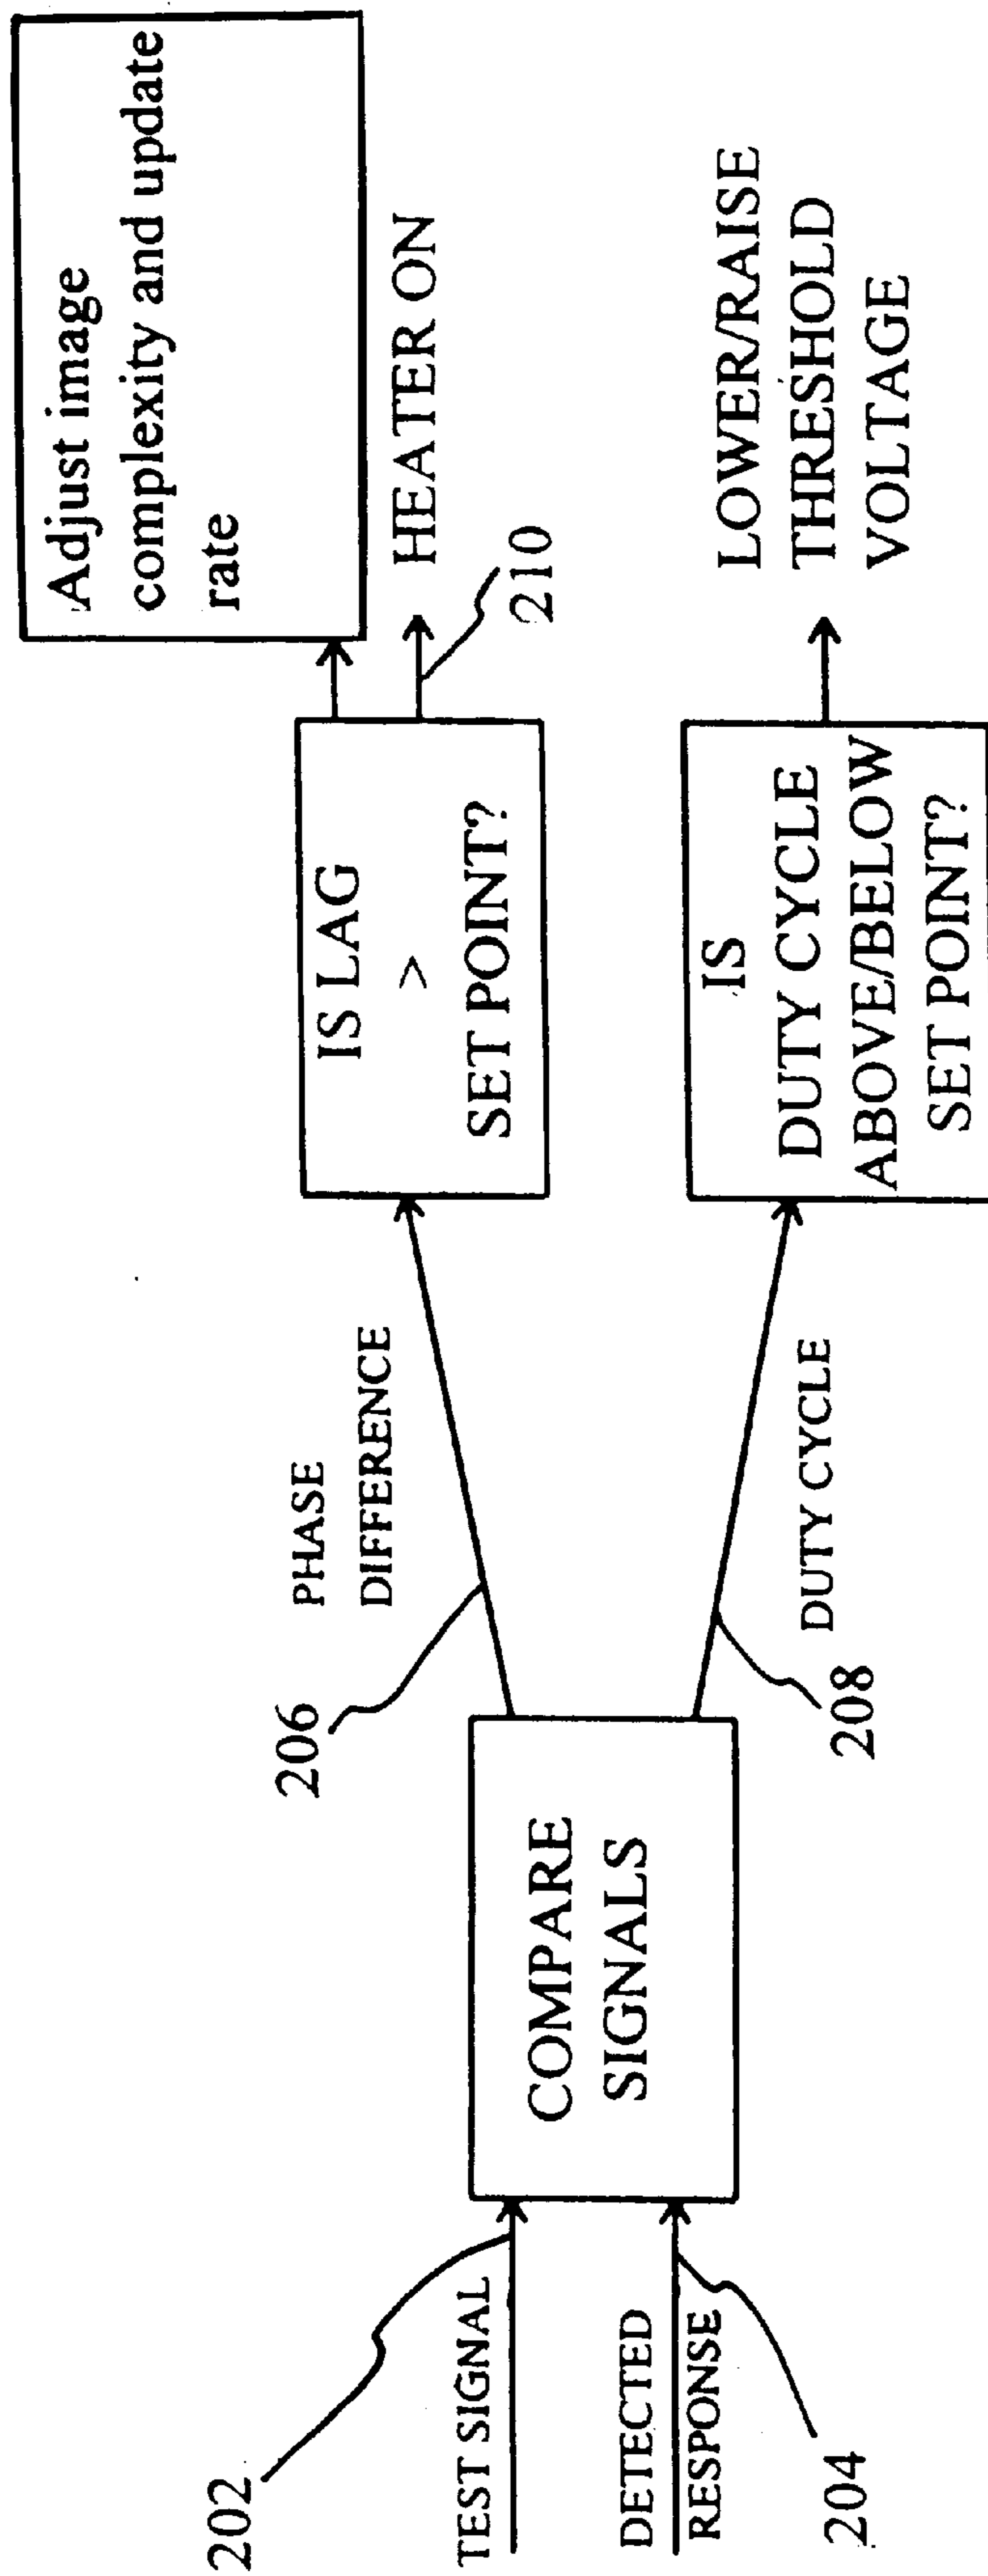 202
TEST SIGNAL
DETECTED
RESPONSE
204
COMPARE
SIGNALS
206
PHASE
DIFFERENCE
208
DUTY CYCLE
IS LAG
>
SET POINT?
IS
DUTY CYCLE
ABOVE/BELOW
SET POINT?
Adjust image
complexity and update
rate
HEATER ON
210
LOWER/RAISE
THRESHOLD
VOLTAGE